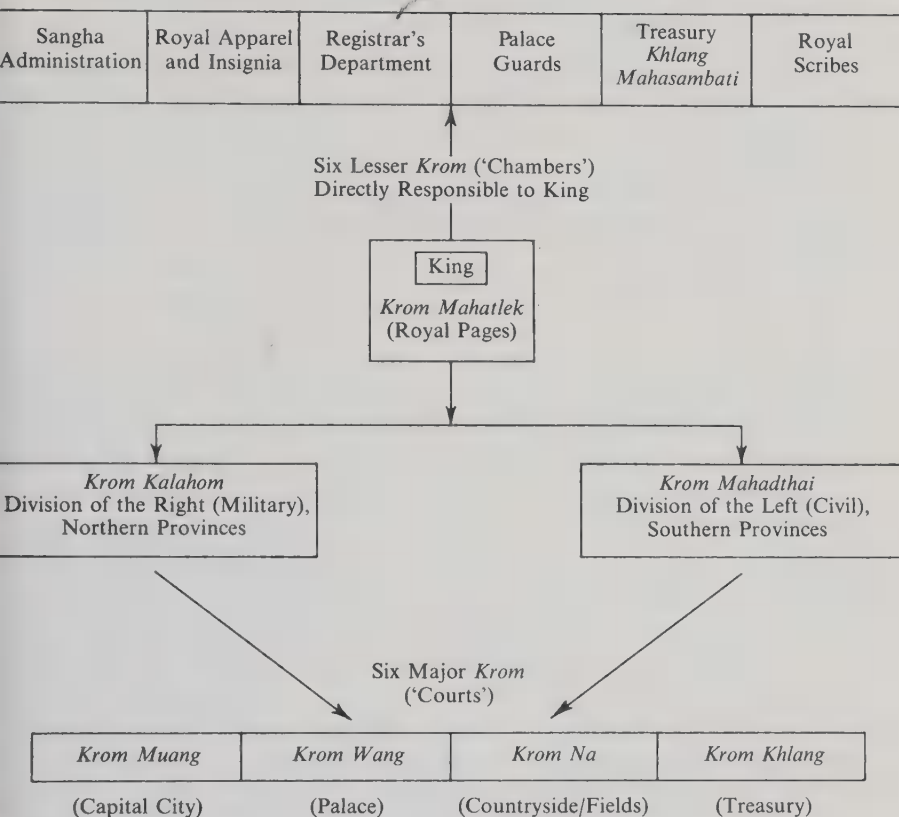 Sangha
Administration
Royal Apparel
and Insignia
Registrar's
Department
Palace
Guards
Treasury
Khlang
Mahasambati
Royal
Scribes
Six Lesser Krom (‘Chambers’)
Directly Responsible to King
King
Krom Mahatlek
(Royal Pages)
Krom Kalahom
Division of the Right (Military),
Northern Provinces
Krom Mahadthai
Division of the Left (Civil),
Southern Provinces
Six Major Krom
(‘Courts’)
Krom Muang
(Capital City)
Krom Wang
(Palace)
Krom Na
(Countryside/Fields)
Krom Khlang
(Treasury)